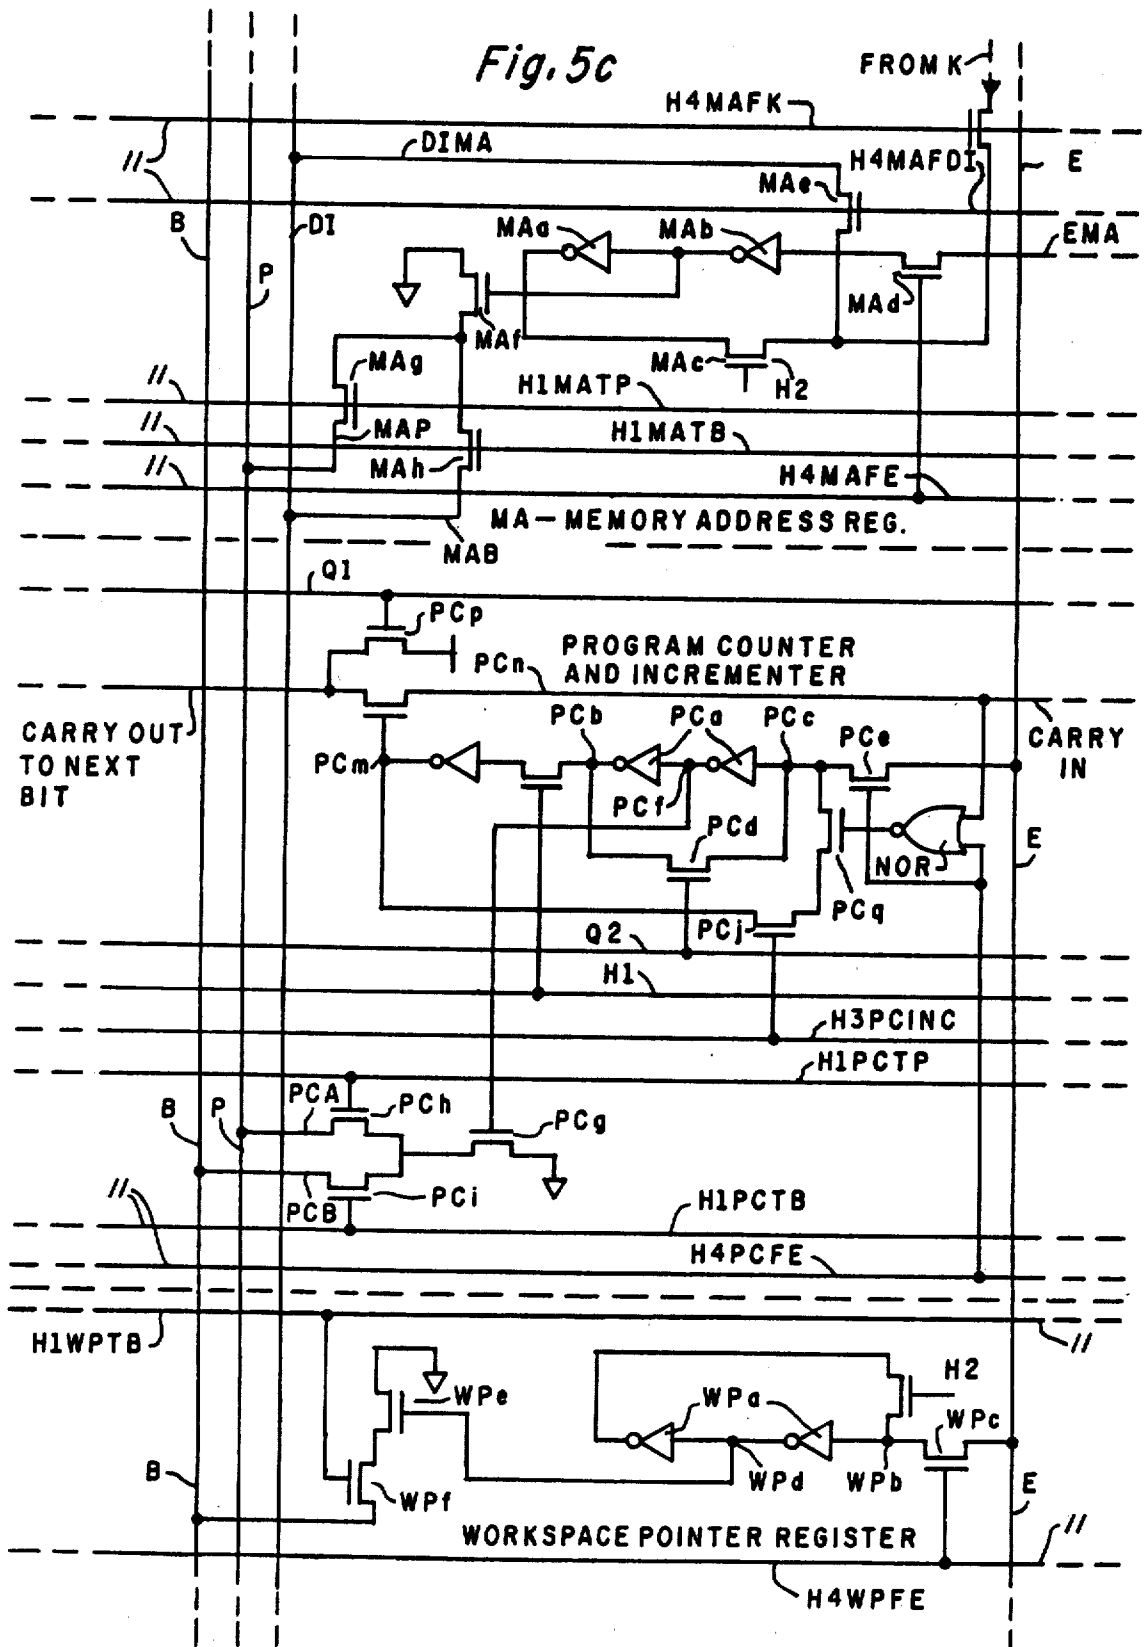 Fig. 5c
FROM K
H4MAFK
DIMA
H4MAFDI
E
//
MAe
B
DI
MAa
MAb
EMA
P
MAd
MAf
MAc
H2
MAg
//
H1MATP
MAP
//
H1MATB
//
MAh
H4MAFE
MA — MEMORY ADDRESS REG.
MAB
Q1
PCp
PROGRAM COUNTER
AND INCREMENTER
PCn
CARRY OUT
TO NEXT
BIT
PCb
PCa
PCc
PCe
CARRY
IN
PCm
PCf
PCd
NOR
E
PCq
PCj
Q2
H1
H3PCINC
H1PCTP
B
P
PCA
PCh
PCg
//
PCB
PCi
H1PCTB
H4PCFE
H1WPTB
//
WPe
WPa
H2
WPc
B
WPf
WPd
WPb
E
WORKSPACE POINTER REGISTER
//
H4WPFE